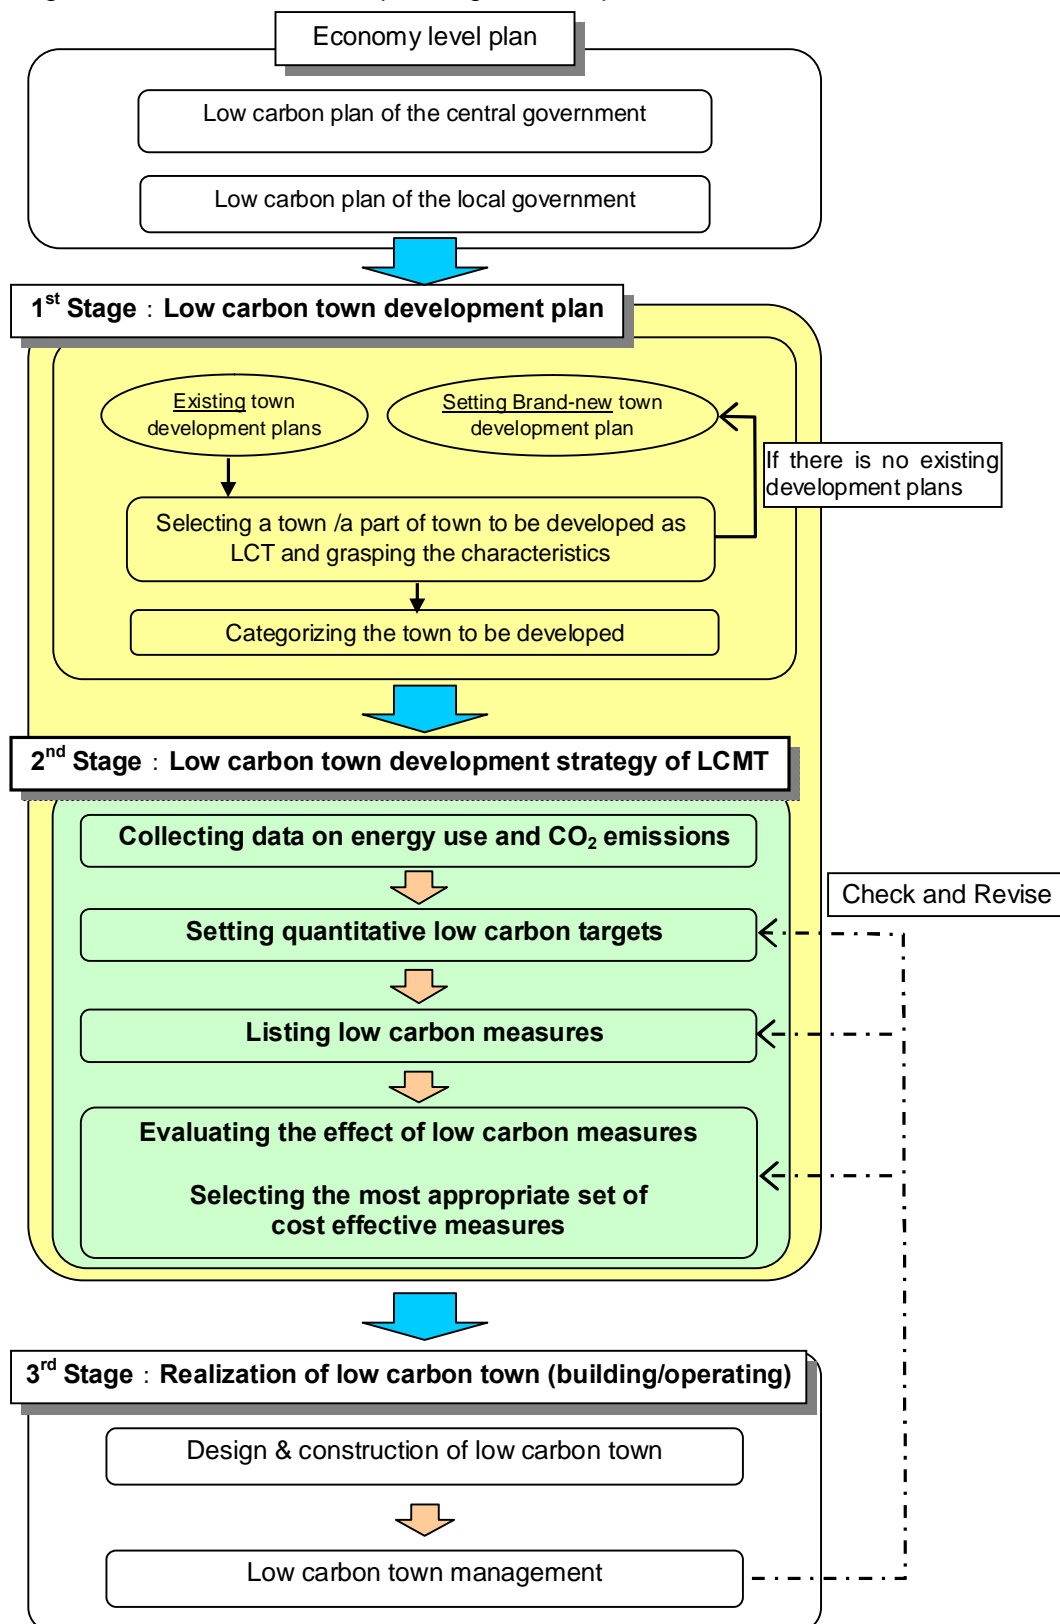 Economy level plan
Low carbon plan of the central government
Low carbon plan of the local government
1st Stage : Low carbon town development plan
Existing town
development plans
Setting Brand-new town
development plan
If there is no existing
development plans
Selecting a town /a part of town to be developed as
LCT and grasping the characteristics
Categorizing the town to be developed
2nd Stage : Low carbon town development strategy of LCMT
Collecting data on energy use and CO₂ emissions
Check and Revise
Setting quantitative low carbon targets
Listing low carbon measures
Evaluating the effect of low carbon measures
Selecting the most appropriate set of
cost effective measures
3rd Stage : Realization of low carbon town (building/operating)
Design & construction of low carbon town
Low carbon town management